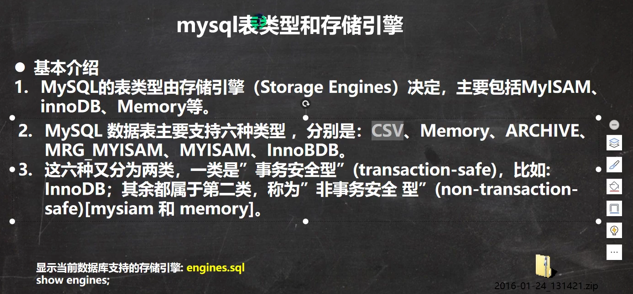 mysql表类型和存储引擎
● 基本介绍
1. MySQL的表类型由存储引擎（Storage Engines）决定，主要包括MyISAM、
innoDB、Memory等。
2. MySQL 数据表主要支持六种类型 ，分别是：CSV、Memory、ARCHIVE、
MRG_MYISAM、MYISAM、InnoBDB。
3. 这六种又分为两类，一类是”事务安全型”(transaction-safe)，比如:
InnoDB；其余都属于第二类，称为”非事务安全 型”(non-transaction-
safe)[mysiam 和 memory]。
显示当前数据库支持的存储引擎: engines.sql
show engines;
2016-01-24_131421.zip